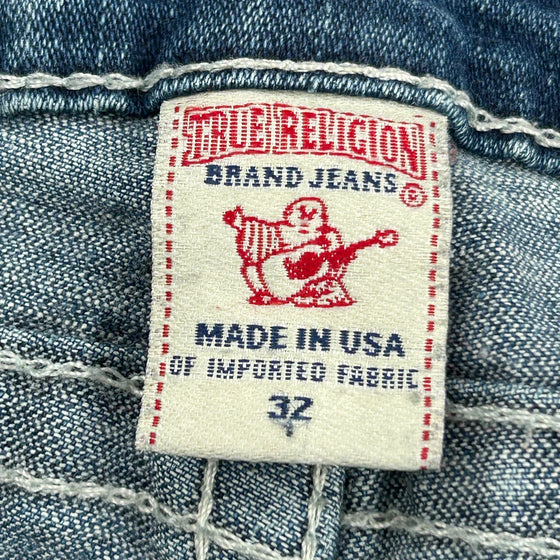 TRUE RELIGION
BRAND JEANS ®
MADE IN USA
OF IMPORTED FABRIC
32